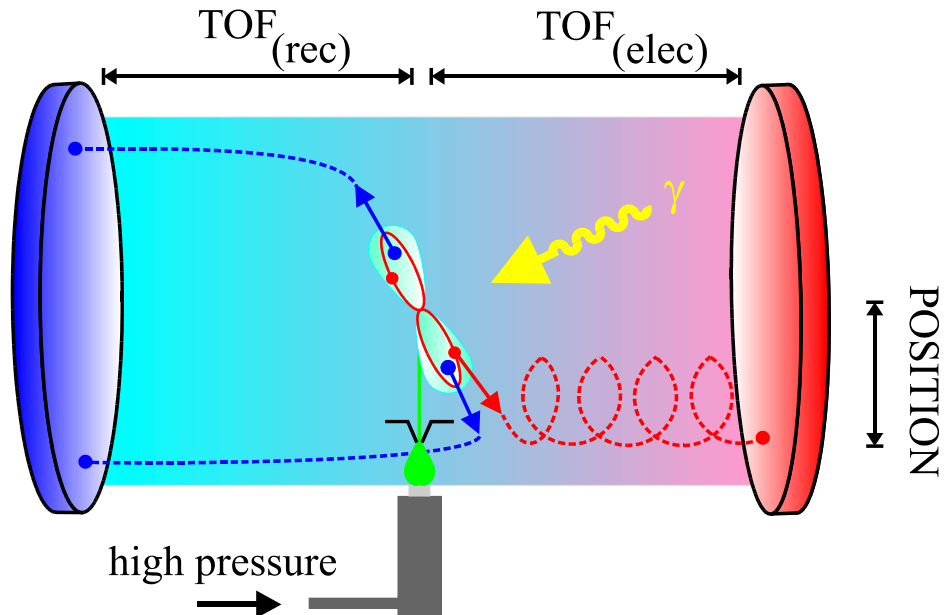 TOF(rec)
TOF(elec)
γ
POSITION
high pressure